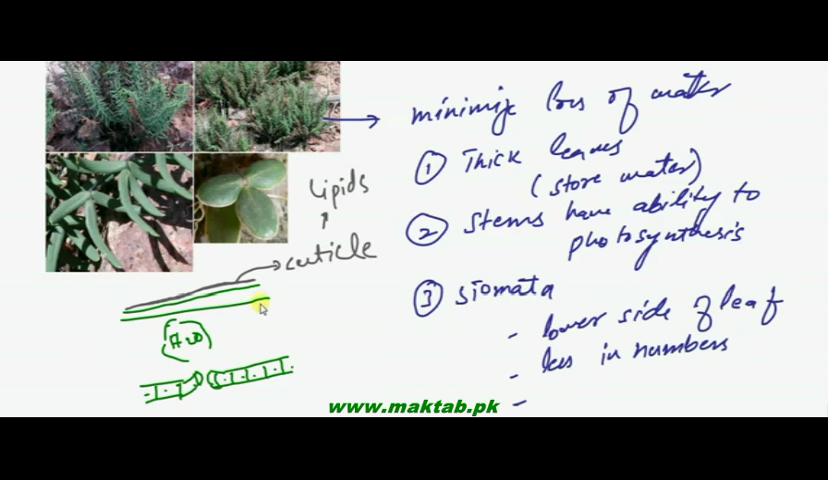 minimize loss of water
① Thick leaves
(store water)
② Stems have ability to
photosynthesis
③ Stomata
- lower side of leaf
- less in numbers
-
Lipids
cuticle
H2O
www.maktab.pk